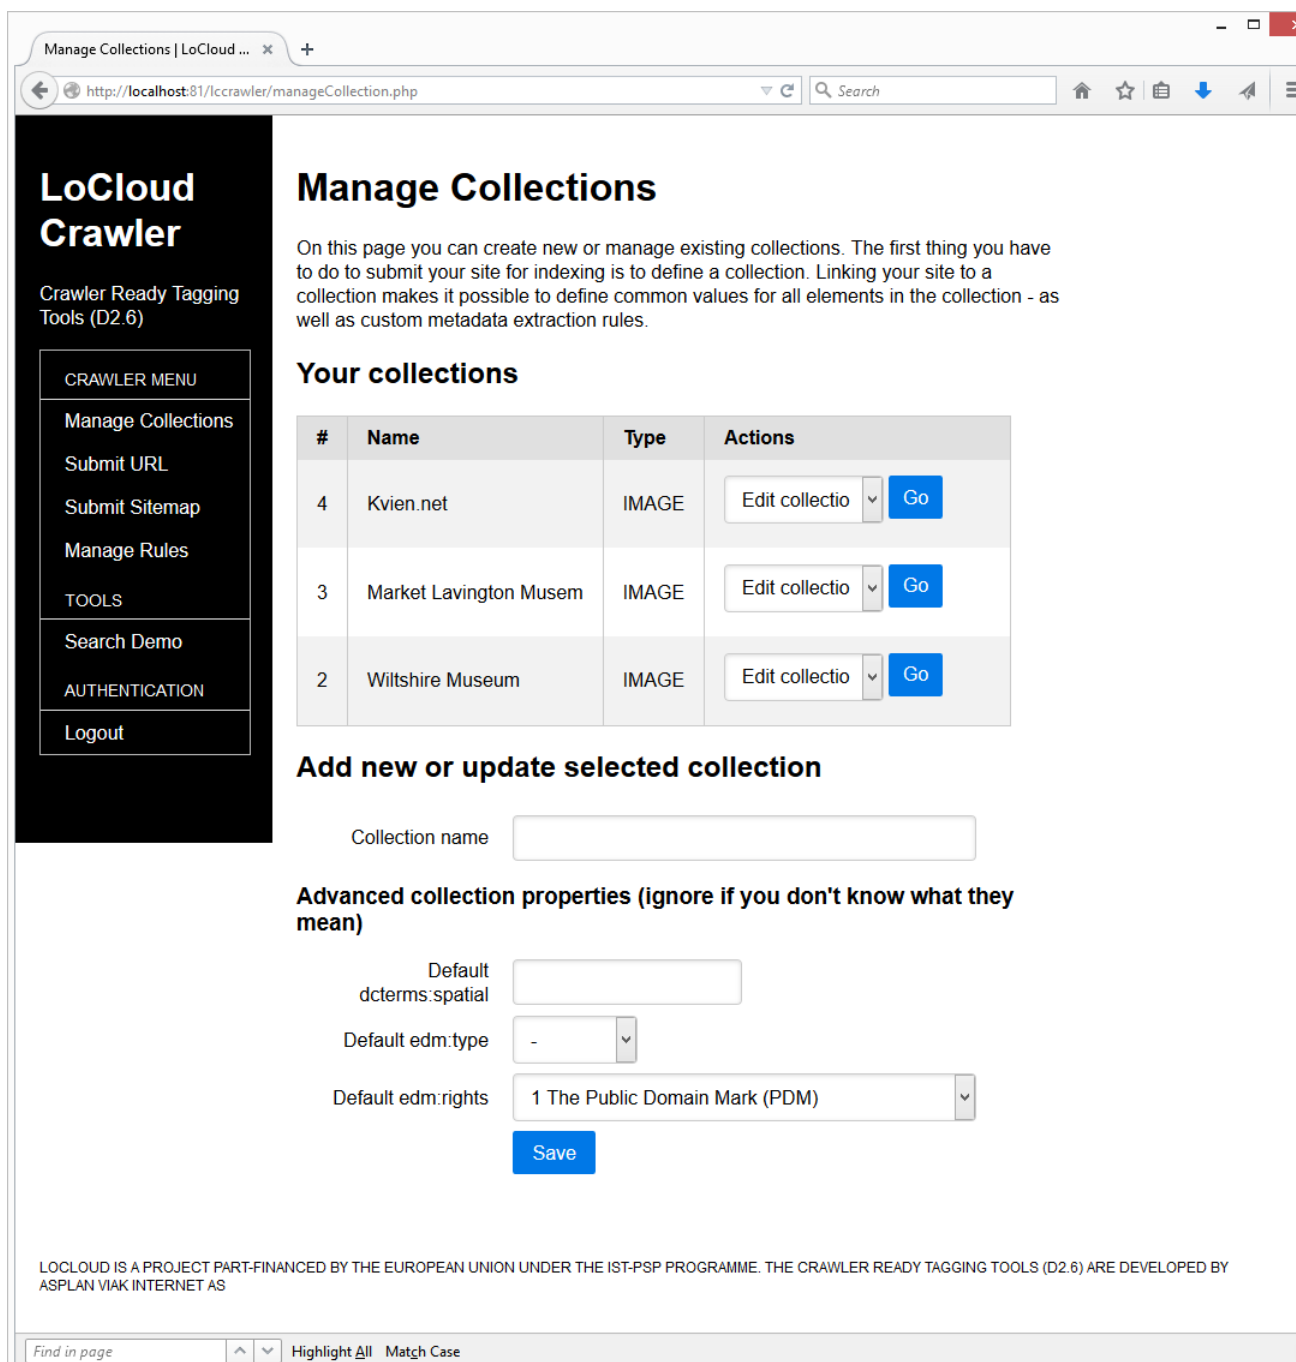 Manage Collections | LoCloud ...
http://localhost:81/lccrawler/manageCollection.php
Search
LoCloud
Crawler
Crawler Ready Tagging
Tools (D2.6)
CRAWLER MENU
Manage Collections
Submit URL
Submit Sitemap
Manage Rules
TOOLS
Search Demo
AUTHENTICATION
Logout
Manage Collections
On this page you can create new or manage existing collections. The first thing you have
to do to submit your site for indexing is to define a collection. Linking your site to a
collection makes it possible to define common values for all elements in the collection - as
well as custom metadata extraction rules.
Your collections
# Name Type Actions
4 Kvien.net IMAGE Edit collectio Go
3 Market Lavington Musem IMAGE Edit collectio Go
2 Wiltshire Museum IMAGE Edit collectio Go
Add new or update selected collection
Collection name
Advanced collection properties (ignore if you don't know what they
mean)
Default
dcterms:spatial
Default edm:type -
Default edm:rights 1 The Public Domain Mark (PDM)
Save
LOCLOUD IS A PROJECT PART-FINANCED BY THE EUROPEAN UNION UNDER THE IST-PSP PROGRAMME. THE CRAWLER READY TAGGING TOOLS (D2.6) ARE DEVELOPED BY
ASPLAN VIAK INTERNET AS
Find in page Highlight All Match Case